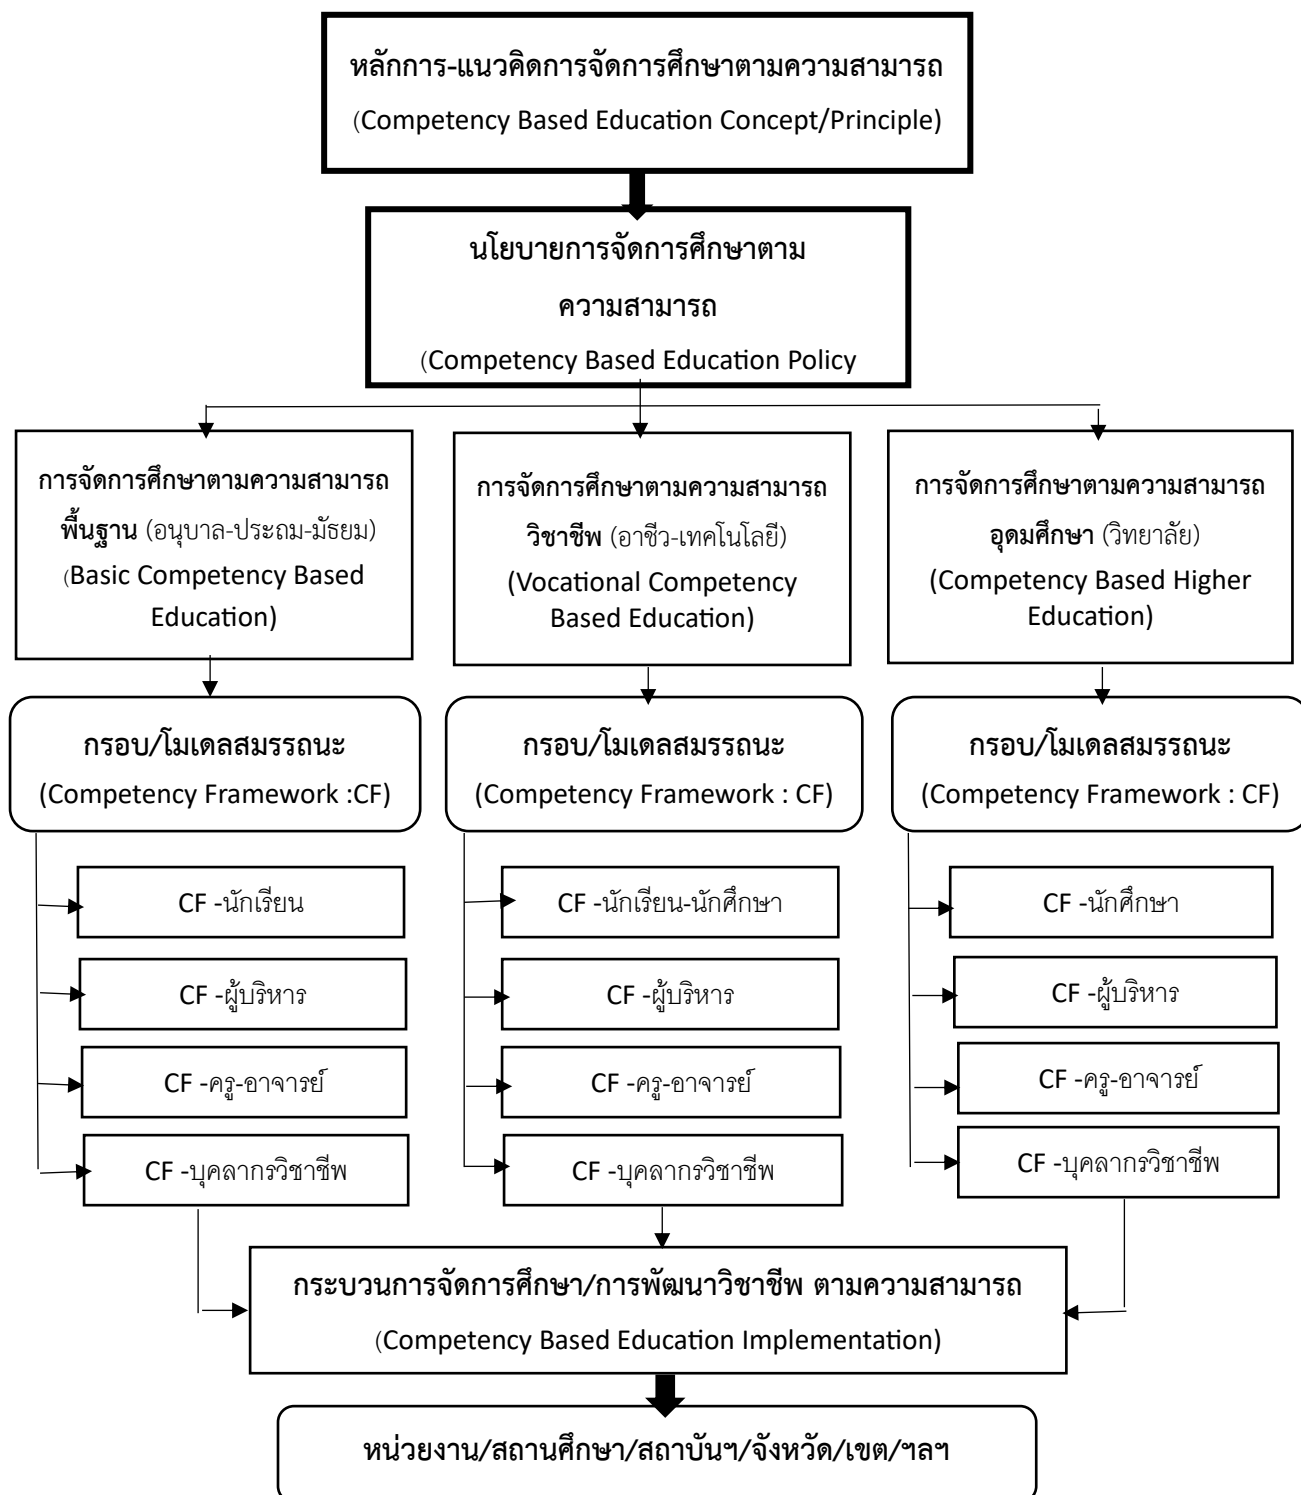 หลักการ-แนวคิดการจัดการศึกษาตามความสามารถ
(Competency Based Education Concept/Principle)
นโยบายการจัดการศึกษาตาม
ความสามารถ
(Competency Based Education Policy
การจัดการศึกษาตามความสามารถ
พื้นฐาน (อนุบาล-ประถม-มัธยม)
(Basic Competency Based
Education)
การจัดการศึกษาตามความสามารถ
วิชาชีพ (อาชีว-เทคโนโลยี)
(Vocational Competency
Based Education)
การจัดการศึกษาตามความสามารถ
อุดมศึกษา (วิทยาลัย)
(Competency Based Higher
Education)
กรอบ/โมเดลสมรรถนะ
(Competency Framework :CF)
กรอบ/โมเดลสมรรถนะ
(Competency Framework : CF)
กรอบ/โมเดลสมรรถนะ
(Competency Framework : CF)
CF -นักเรียน
CF -ผู้บริหาร
CF -ครู-อาจารย์
CF -บุคลากรวิชาชีพ
CF -นักเรียน-นักศึกษา
CF -ผู้บริหาร
CF -ครู-อาจารย์
CF -บุคลากรวิชาชีพ
CF -นักศึกษา
CF -ผู้บริหาร
CF -ครู-อาจารย์
CF -บุคลากรวิชาชีพ
กระบวนการจัดการศึกษา/การพัฒนาวิชาชีพ ตามความสามารถ
(Competency Based Education Implementation)
หน่วยงาน/สถานศึกษา/สถาบันฯ/จังหวัด/เขต/ฯลฯ